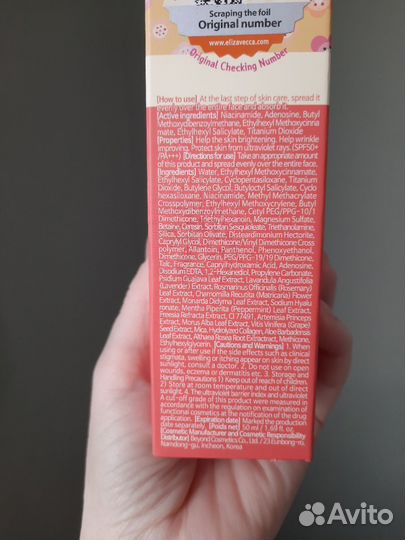 Scraping the foil
Original number
www.elizavecca.com
Original Checking Number
[How to use] At the last step of skin care, spread it
evenly over the entire face and absorb it.
[Active ingredients] Niacinamide, Adenosine, Butyl
Methoxydibenzoylmethane, Ethylhexyl Methoxycinna
mate, Ethylhexyl Salicylate, Titanium Dioxide
[Properties] Help the skin brightening. Help wrinkle
improving. Protect skin from ultraviolet rays. (SPF50+
/PA+++) [Directions for use] Take an appropriate amount
of this product and spread evenly over the entire face.
[Ingredients] Water, Ethylhexyl Methoxycinnamate,
Ethylhexyl Salicylate, Cyclopentasiloxane, Titanium
Dioxide, Butylene Glycol, Butyloctyl Salicylate, Cyclo
hexasiloxane, Niacinamide, Methyl Methacrylate
Crosspolymer, Ethylhexyl Methoxycrylene, Butyl
Methoxydibenzoylmethane, Cetyl PEG/PPG-10/1
Dimethicone, Triethylhexanoin, Magnesium Sulfate,
Betaine, Ceresin, Sorbitan Sesquioleate, Triethanolamine,
Silica, Sorbitan Olivate, Disteardimonium Hectorite,
Caprylyl Glycol, Dimethicone/Vinyl Dimethicone Cross
polymer, Allantoin, Panthenol, Phenoxyethanol,
Dimethicone, Glycerin, PEG/PPG-19/19 Dimethicone,
Talc, Fragrance, Caprylhydroxamic Acid, Adenosine,
Disodium EDTA, 1,2-Hexanediol, Propylene Carbonate,
Psidium Guajava Leaf Extract, Lavandula Angustifolia
(Lavender) Extract, Rosmarinus Officinalis (Rosemary)
Leaf Extract, Chamomilla Recutita (Matricaria) Flower
Extract, Monarda Didyma Leaf Extract, Sodium Hyalu
ronate, Mentha Piperita (Peppermint) Leaf Extract,
Freesia Refracta Extract, CI 77491, Artemisia Princeps
Extract, Morus Alba Leaf Extract, Vitis Vinifera (Grape)
Seed Extract, Mica, Hydrolyzed Collagen, Aloe Barbadensis
Leaf Extract, Althaea Rosea Root Extractract, Methicone,
Ethylhexylglycerin. [Cautions and Warnings] 1. When
using or after use if the side effects such as clinical
stigmata, swelling or itching appear on skin by direct
sunlight, consult a doctor. 2. Do not use on open
wounds, eczema or dermatitis etc. 3. Storage and
Handling Precautions 1) Keep out of reach of children.
2) Store at room temperature and out of direct
sunlight. 4. The ultraviolet barrier index and ultraviolet
A cut-off grade of this product were measured in
accordance with the regulation on examination of
functional cosmetics at the notification of the drug
application. [Expiration date] Marked the production
date separately. [Poids net] 50 ml / 1.69 fl. oz.
[Cosmetic Manufacturer and Cosmetic Responsibility
Distributor] Beyond Cosmetics Co., Ltd. / 23 Eunbong-ro,
Namdong-gu, Incheon, Korea
Avito